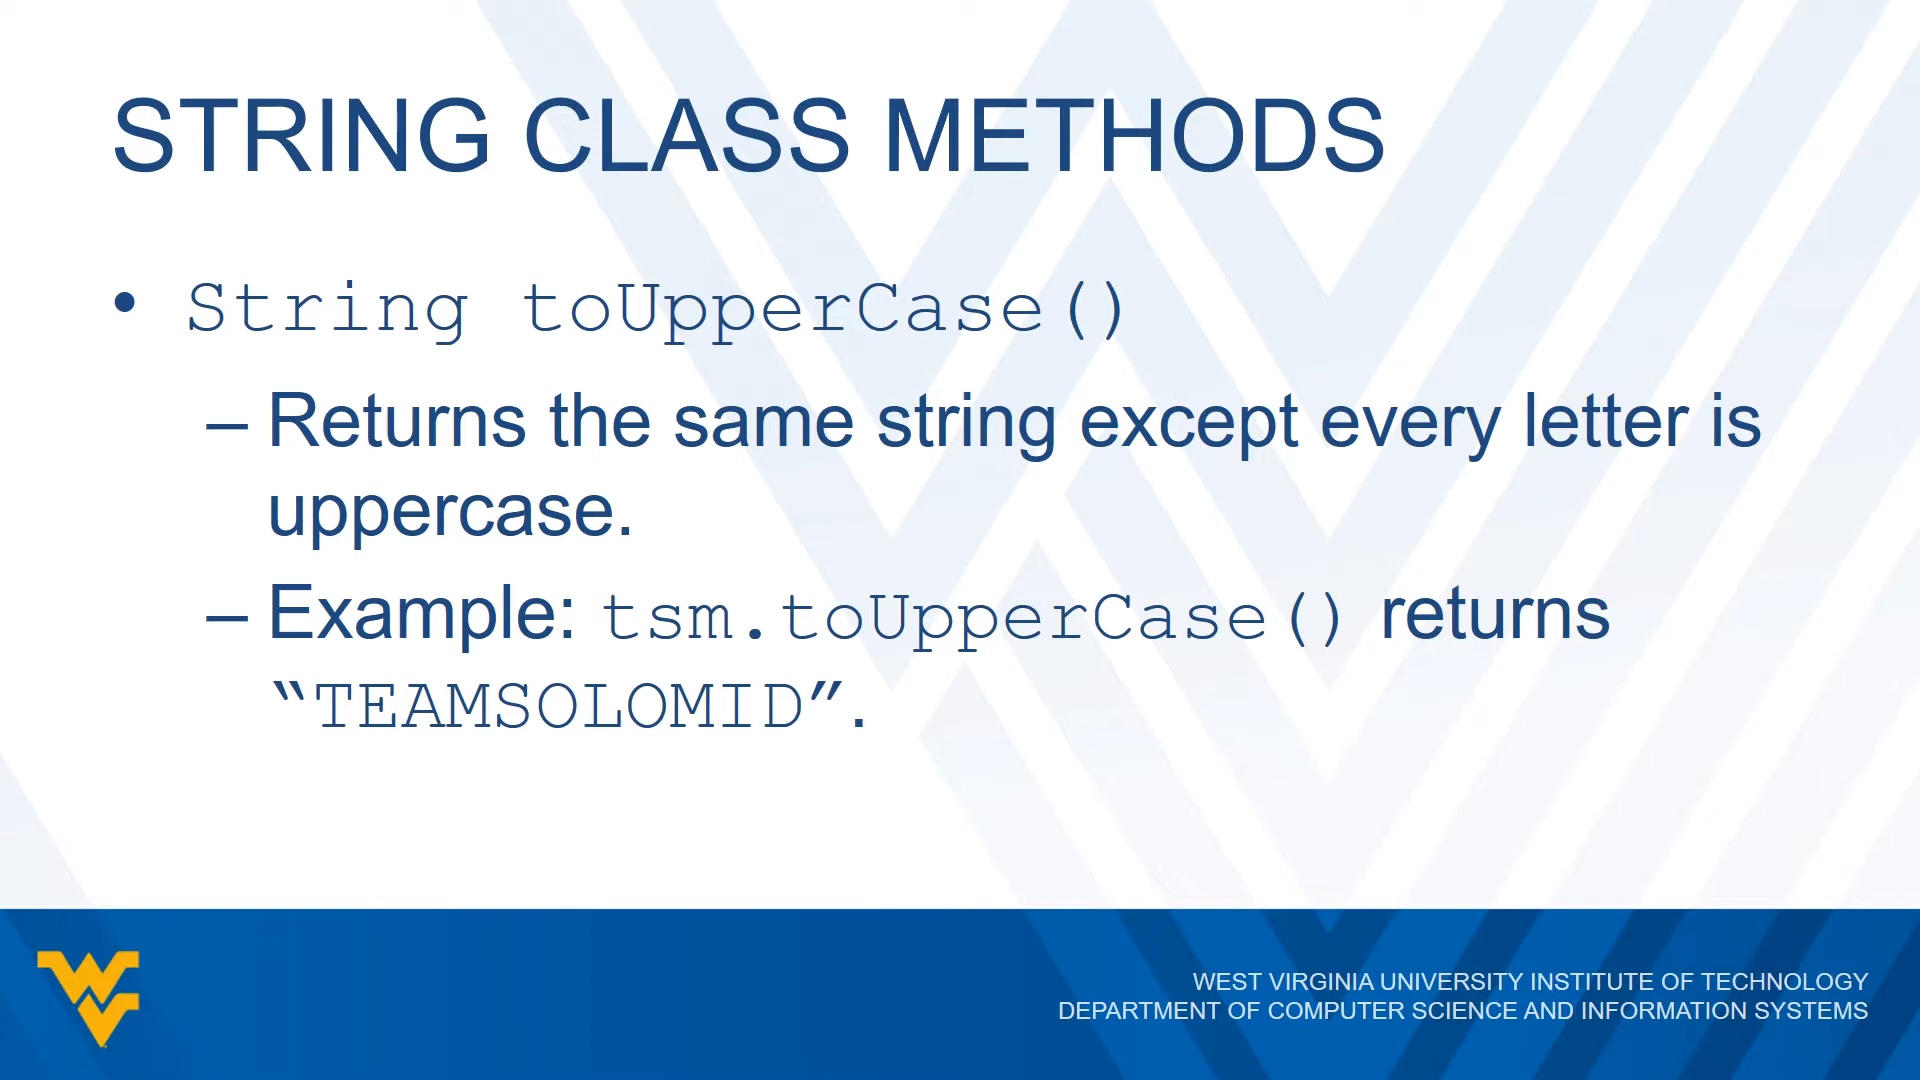 STRING CLASS METHODS
• String toUpperCase()
– Returns the same string except every letter is
uppercase.
– Example: tsm.toUpperCase() returns
“TEAMSOLOMID”.
WEST VIRGINIA UNIVERSITY INSTITUTE OF TECHNOLOGY
DEPARTMENT OF COMPUTER SCIENCE AND INFORMATION SYSTEMS